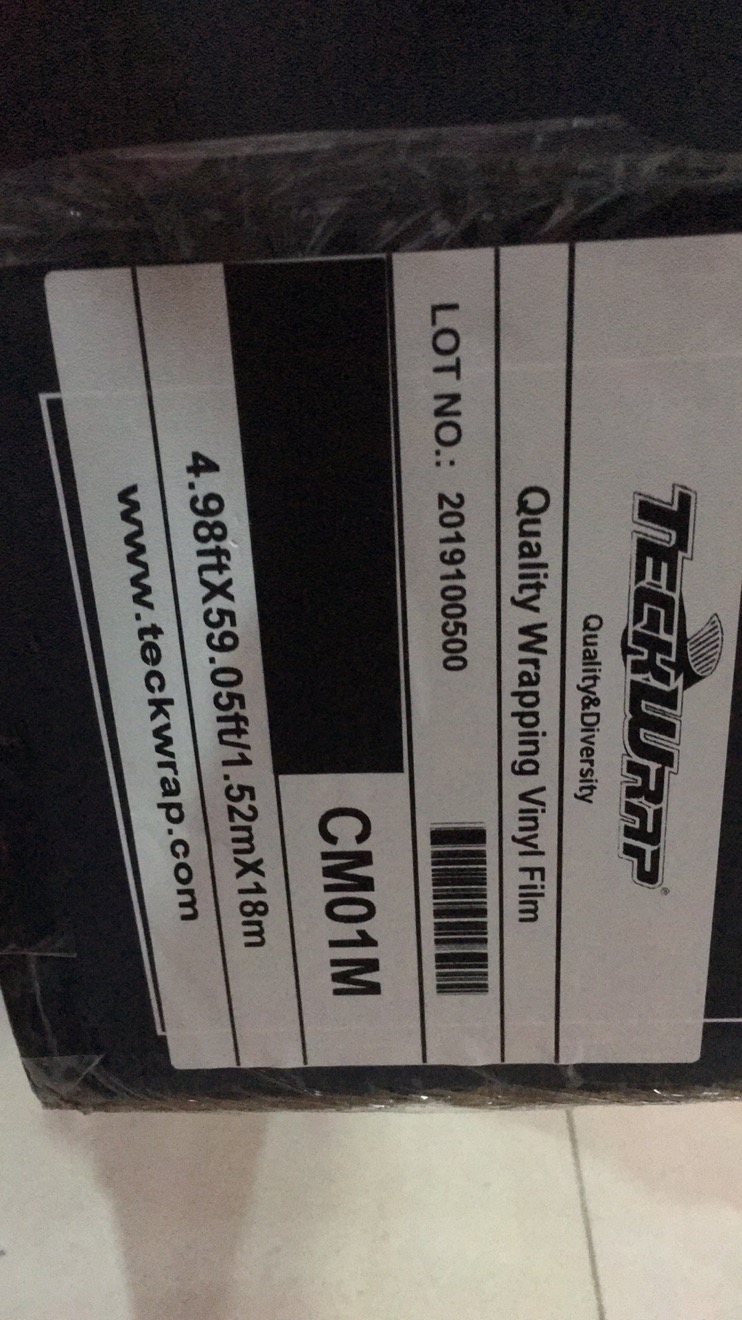 TECKWRAP®
Quality&Diversity
Quality Wrapping Vinyl Film
LOT NO.: 2019100500
CM01M
4.98ftX59.05ft/1.52mX18m
www.teckwrap.com